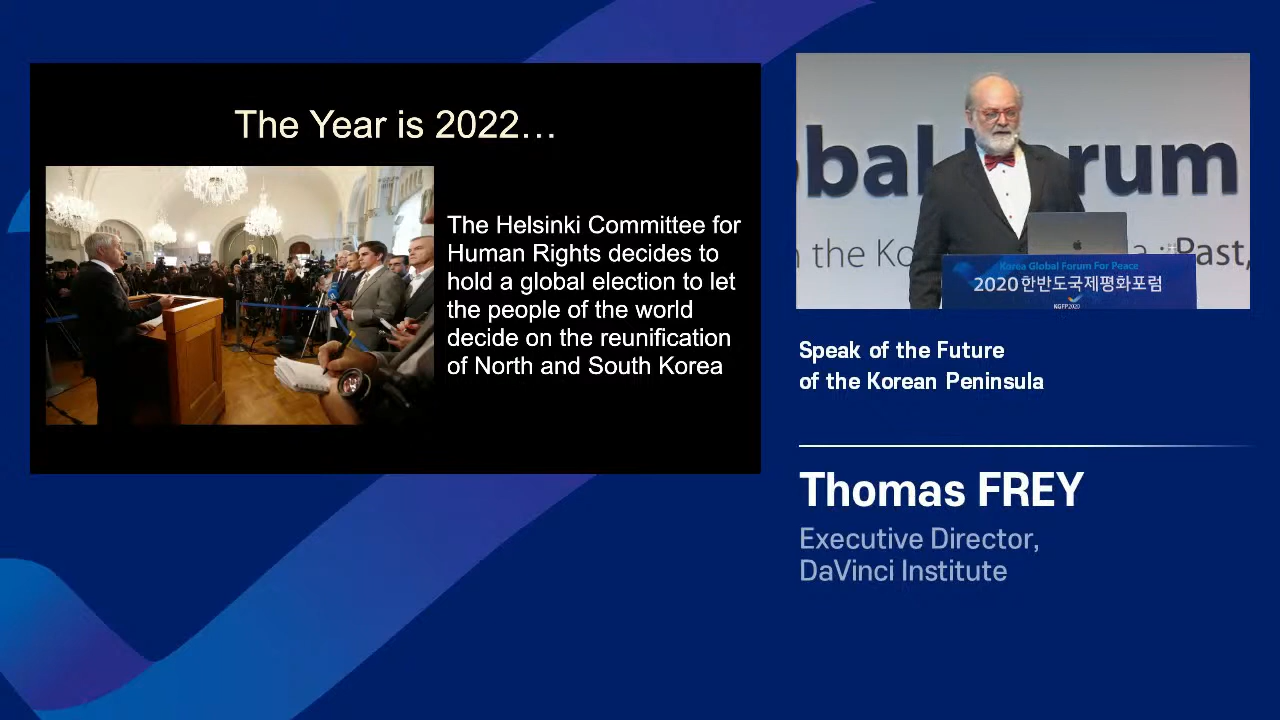 The Year is 2022…
The Helsinki Committee for
Human Rights decides to
hold a global election to let
the people of the world
decide on the reunification
of North and South Korea
bal Forum
n the Ko
Past,
Korea Global Forum For Peace
2020 한반도국제평화포럼
KGFP2020
Speak of the Future
of the Korean Peninsula
Thomas FREY
Executive Director,
DaVinci Institute